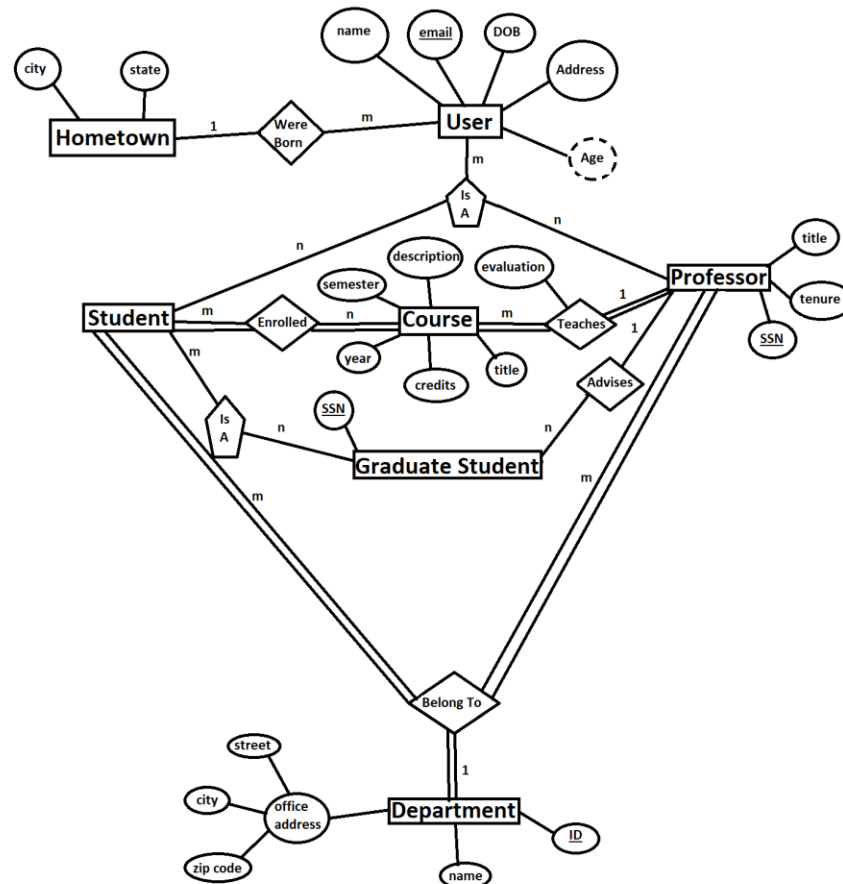 name
email
DOB
Address
city
state
Hometown
1
Were
Born
m
User
Age
m
Is
A
n
n
description
evaluation
title
semester
Professor
tenure
SSN
Student
m
Enrolled
n
Course
m
Teaches
1
year
credits
title
1
Advises
m
SSN
Is
A
n
n
Graduate Student
m
m
Belong To
1
street
city
office
address
zip code
Department
ID
name